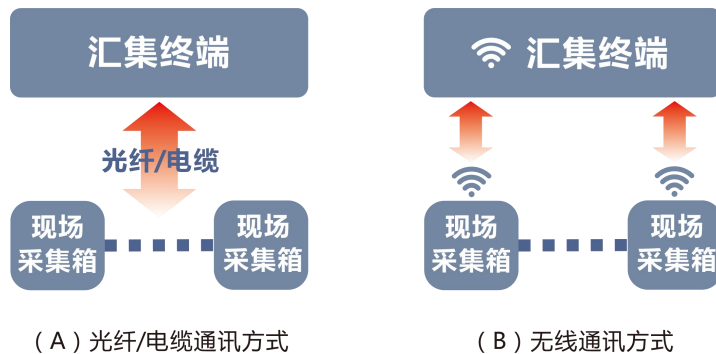 汇集终端
光纤/电缆
现场
采集箱
现场
采集箱
（A）光纤/电缆通讯方式
汇集终端
现场
采集箱
现场
采集箱
（B）无线通讯方式